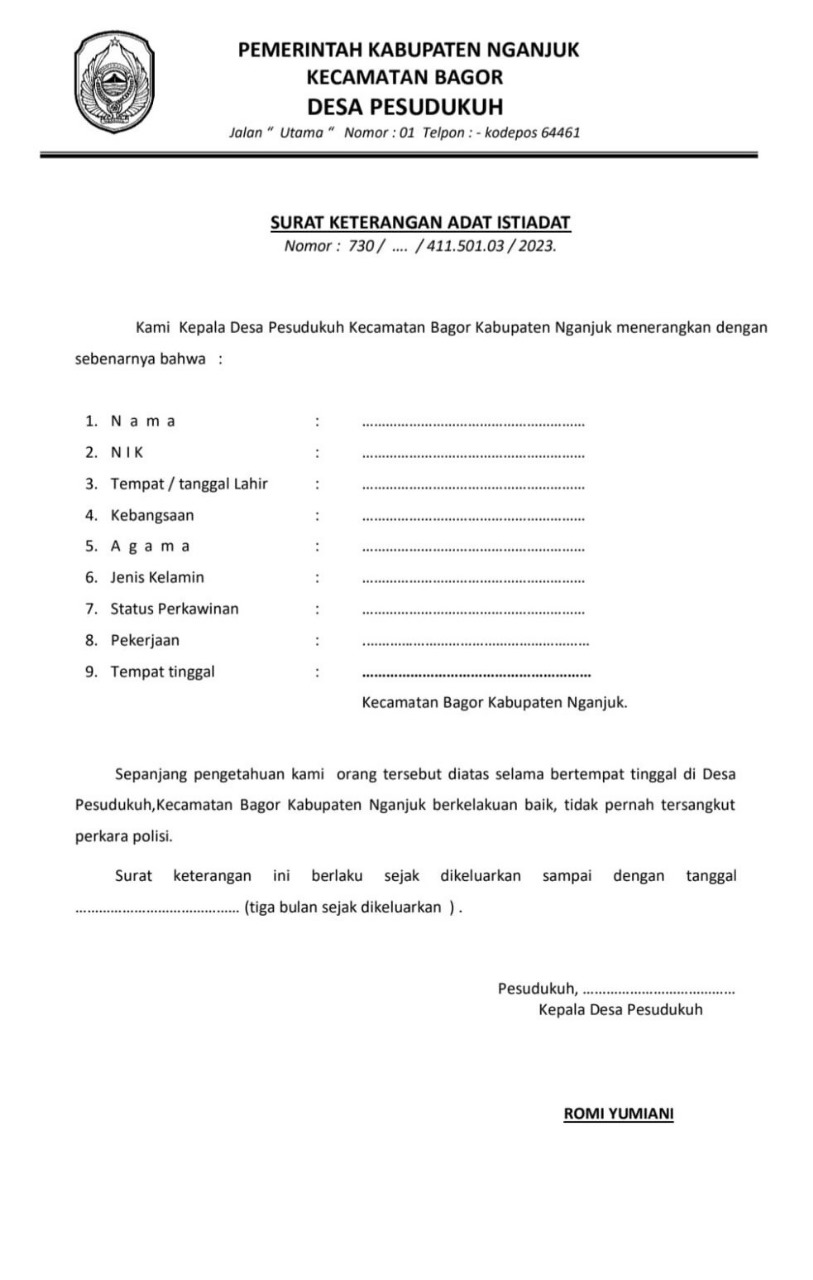 PEMERINTAH KABUPATEN NGANJUK
KECAMATAN BAGOR
DESA PESUDUKUH
Jalan “ Utama “ Nomor : 01 Telpon : - kodepos 64461
SURAT KETERANGAN ADAT ISTIADAT
Nomor : 730 / .... / 411.501.03 / 2023.
Kami Kepala Desa Pesudukuh Kecamatan Bagor Kabupaten Nganjuk menerangkan dengan
sebenarnya bahwa :
1. N a m a : .........................................................
2. N I K : .........................................................
3. Tempat / tanggal Lahir : .........................................................
4. Kebangsaan : .........................................................
5. A g a m a : .........................................................
6. Jenis Kelamin : .........................................................
7. Status Perkawinan : .........................................................
8. Pekerjaan : ..........................................................
9. Tempat tinggal : .........................................................
Kecamatan Bagor Kabupaten Nganjuk.
Sepanjang pengetahuan kami orang tersebut diatas selama bertempat tinggal di Desa
Pesudukuh,Kecamatan Bagor Kabupaten Nganjuk berkelakuan baik, tidak pernah tersangkut
perkara polisi.
Surat keterangan ini berlaku sejak dikeluarkan sampai dengan tanggal
.......................................... (tiga bulan sejak dikeluarkan ) .
Pesudukuh, .......................................
Kepala Desa Pesudukuh
ROMI YUMIANI